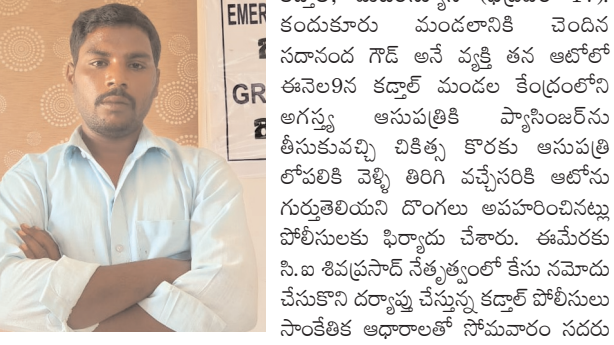 EMER
GR
కందుకూరు మండలానికి చెందిన
సదానంద గౌడ్ అనే వ్యక్తి తన ఆటోలో
ఈనెల9న కడ్తాల్ మండల కేంద్రంలోని
అగస్త్య ఆసుపత్రికి ప్యాసింజర్‌ను
తీసుకువచ్చి చికిత్స కొరకు ఆసుపత్రి
లోపలికి వెళ్ళి తిరిగి వచ్చేసరికి ఆటోను
గుర్తుతెలియని దొంగలు అపహరించినట్లు
పోలీసులకు ఫిర్యాదు చేశారు. ఈమేరకు
సి.ఐ శివప్రసాద్ నేతృత్వంలో కేసు నమోదు
చేసుకొని దర్యాప్తు చేస్తున్న కడ్తాల్ పోలీసులు
సాంకేతిక ఆధారాలతో సోమవారం సదరు